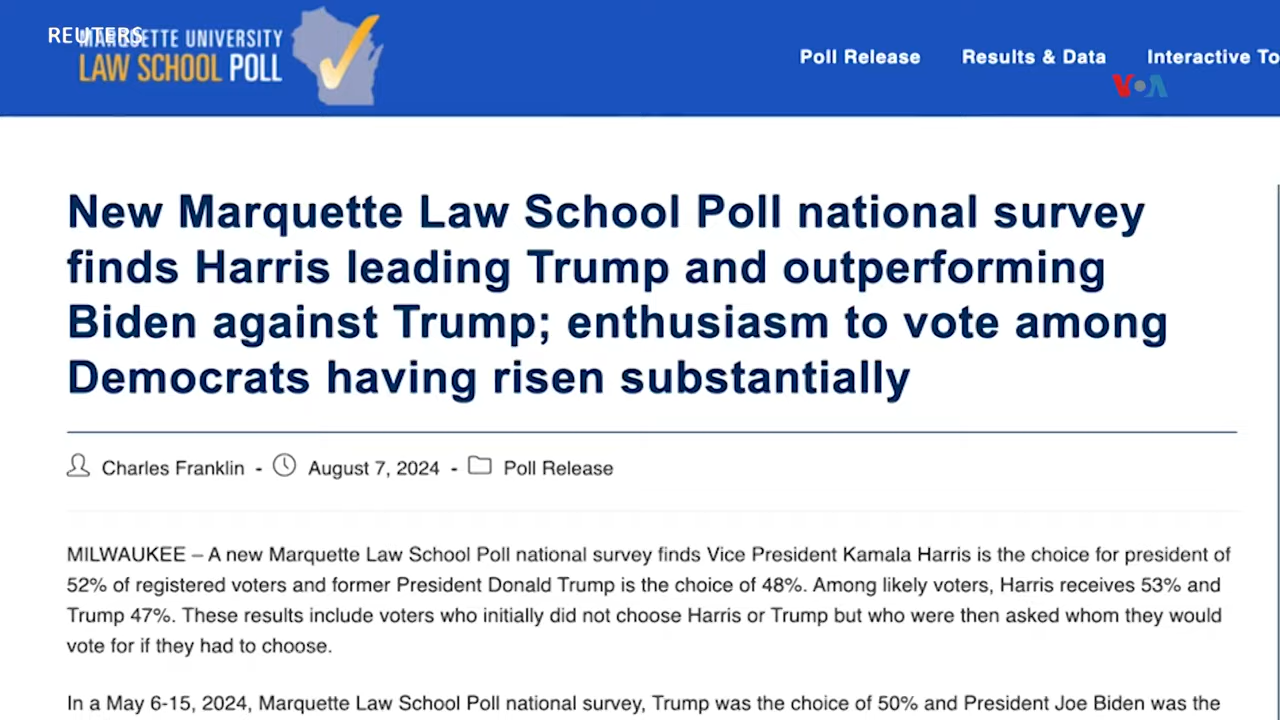 REUTERS
MARQUETTE UNIVERSITY
LAW SCHOOL POLL
Poll Release
Results & Data
Interactive To
VOA
New Marquette Law School Poll national survey
finds Harris leading Trump and outperforming
Biden against Trump; enthusiasm to vote among
Democrats having risen substantially
Charles Franklin - August 7, 2024 - Poll Release
MILWAUKEE – A new Marquette Law School Poll national survey finds Vice President Kamala Harris is the choice for president of
52% of registered voters and former President Donald Trump is the choice of 48%. Among likely voters, Harris receives 53% and
Trump 47%. These results include voters who initially did not choose Harris or Trump but who were then asked whom they would
vote for if they had to choose.
In a May 6-15, 2024, Marquette Law School Poll national survey, Trump was the choice of 50% and President Joe Biden was the